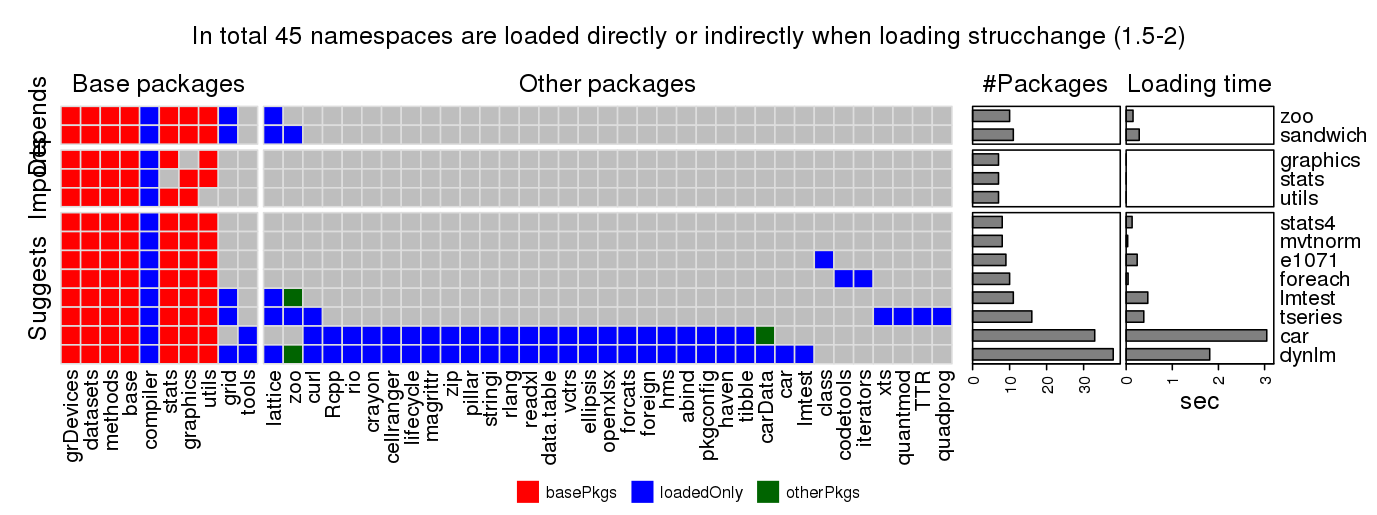 In total 45 namespaces are loaded directly or indirectly when loading strucchange (1.5-2)
Base packages
Other packages
#Packages
Loading time
Depends
Imports
Suggests
zoo
sandwich
graphics
stats
utils
stats4
mvtnorm
e1071
foreach
lmtest
tseries
car
dynlm
grDevices
datasets
methods
base
compiler
stats
graphics
utils
grid
tools
lattice
zoo
curl
Rcpp
rio
crayon
cellranger
lifecycle
magrittr
zip
pillar
stringi
rlang
readxl
data.table
vctrs
ellipsis
openxlsx
forcats
foreign
hms
abind
pkgconfig
haven
tibble
carData
car
lmtest
class
codetools
iterators
xts
quantmod
TTR
quadprog
0 10 20 30
0 1 2 3
sec
basePkgs loadedOnly otherPkgs